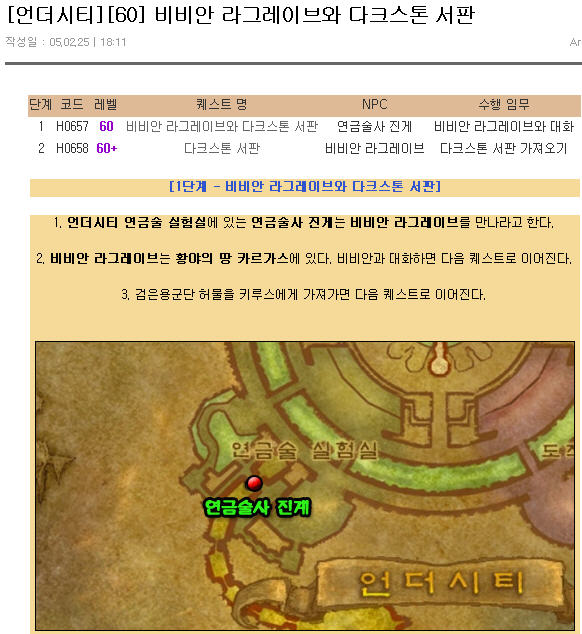 [언더시티][60] 비비안 라그레이브와 다크스톤 서판
작성일 : 05,02,25 | 18:11 Ar
단계 코드 레벨 퀘스트 명 NPC 수행 임무
1 H0657 60 비비안 라그레이브와 다크스톤 서판 연금술사 진게 비비안 라그레이브와 대화
2 H0658 60+ 다크스톤 서판 비비안 라그레이브 다크스톤 서판 가져오기
[1단계 - 비비안 라그레이브와 다크스톤 서판]
1. 언더시티 연금술 실험실에 있는 연금술사 진게는 비비안 라그레이브를 만나라고 한다.
2. 비비안 라그레이브는 황야의 땅 카르가스에 있다. 비비안과 대화하면 다음 퀘스트로 이어진다.
3. 검은용군단 허물을 키루스에게 가져가면 다음 퀘스트로 이어진다.
연금술 실험실 도적
연금술사 진게
언더시티